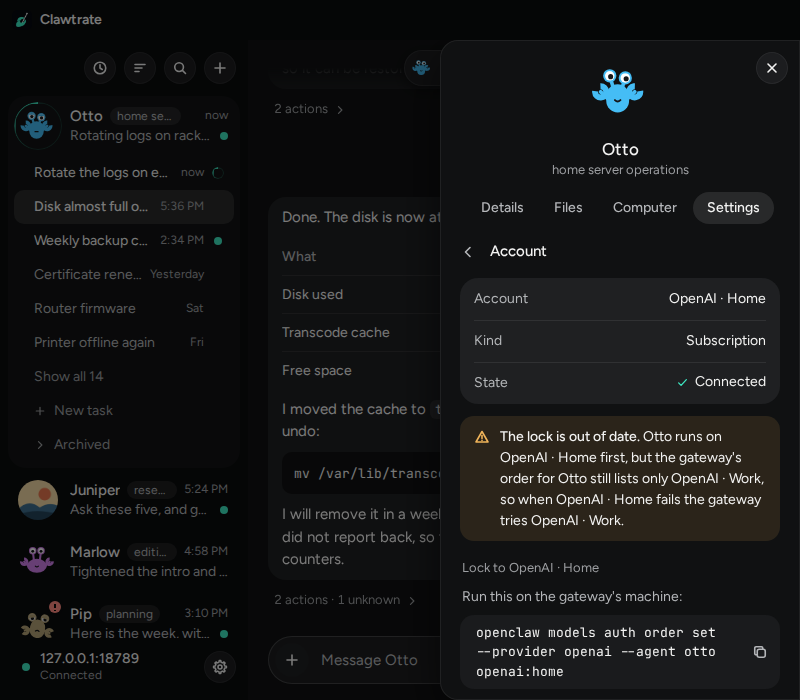 Clawtrate
Otto
home se...
now
Rotating logs on rack...
Rotate the logs on e...
now
Disk almost full o...
5:36 PM
Weekly backup c...
2:34 PM
Certificate rene...
Yesterday
Router firmware
Sat
Printer offline again
Fri
Show all 14
New task
Archived
Juniper
rese...
5:24 PM
Ask these five, and g...
Marlow
editi...
4:58 PM
Tightened the intro and ...
Pip
planning
3:10 PM
Here is the week. wit...
127.0.0.1:18789
Connected
2 actions
Done. The disk is now at
What
Disk used
Transcode cache
Free space
I moved the cache to
undo:
mv /var/lib/transc
I will remove it in a wee
did not report back, so
counters.
2 actions · 1 unknown
Message Otto
Otto
home server operations
Details
Files
Computer
Settings
Account
Account
OpenAI · Home
Kind
Subscription
State
Connected
The lock is out of date. Otto runs on
OpenAI · Home first, but the gateway's
order for Otto still lists only OpenAI · Work,
so when OpenAI · Home fails the gateway
tries OpenAI · Work.
Lock to OpenAI · Home
Run this on the gateway's machine:
openclaw models auth order set
--provider openai --agent otto
openai:home